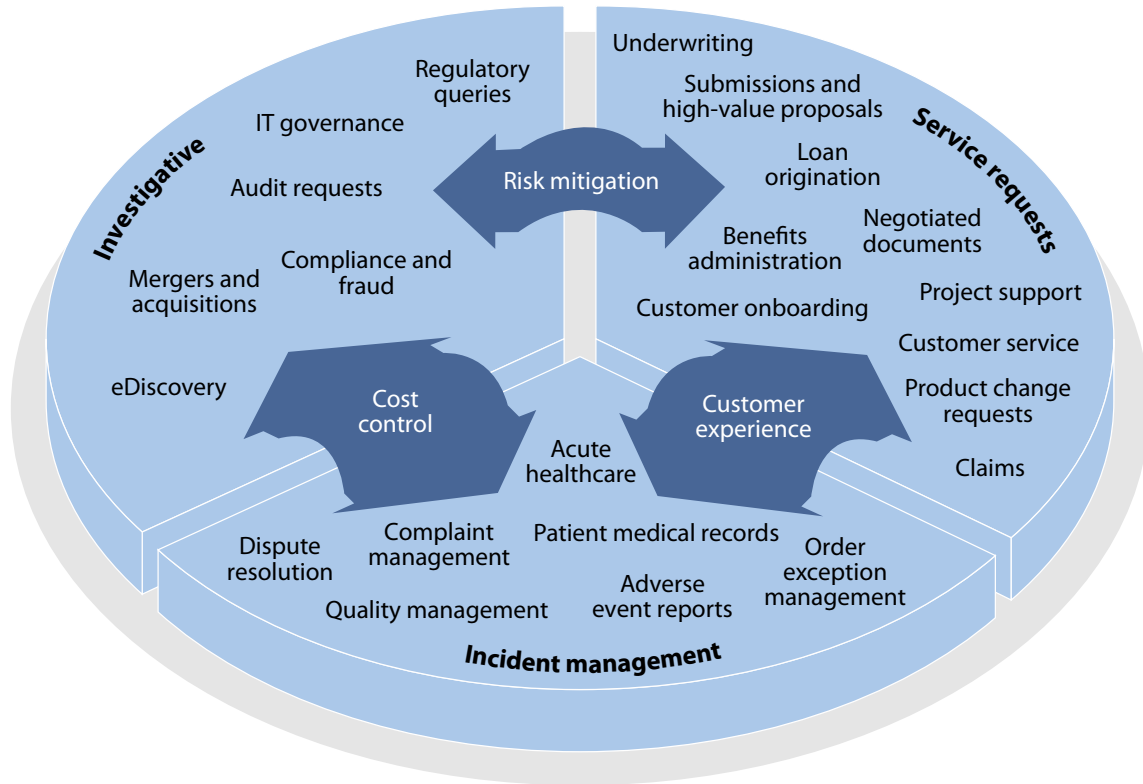 Investigative
Regulatory
queries
IT governance
Audit requests
Compliance and
fraud
Mergers and
acquisitions
eDiscovery
Risk mitigation
Service requests
Underwriting
Submissions and
high-value proposals
Loan
origination
Negotiated
documents
Benefits
administration
Project support
Customer onboarding
Customer service
Product change
requests
Claims
Cost
control
Customer
experience
Acute
healthcare
Patient medical records
Complaint
management
Dispute
resolution
Order
exception
management
Adverse
event reports
Quality management
Incident management